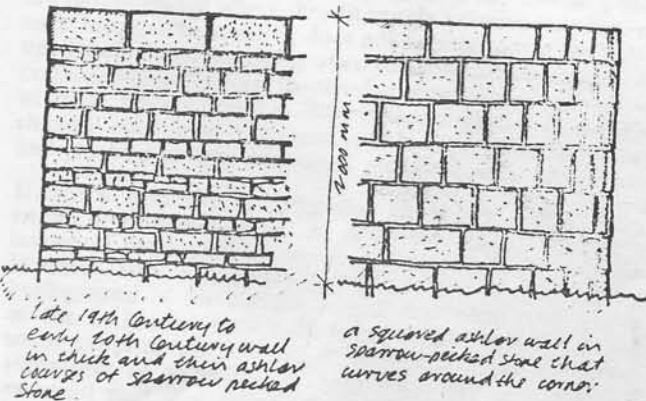 2000 mm
late 19th Century to
early 20th Century wall
in thick and thin ashlar
courses of sparrow pecked
stone.
a squared ashlar wall in
sparrow-pecked stone that
curves around the corner.